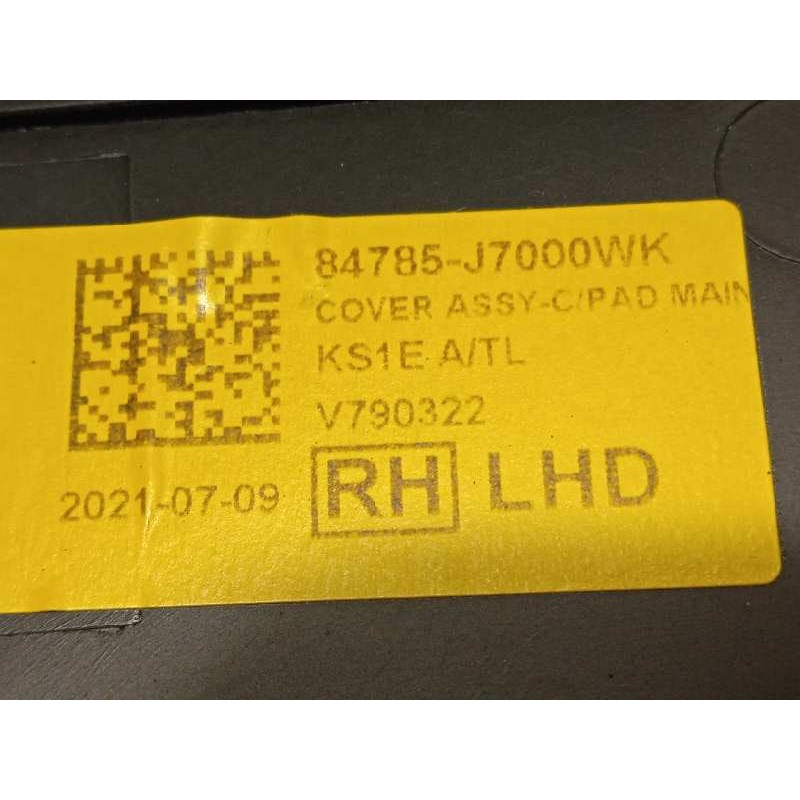 84785-J7000WK
COVER ASSY-C/PAD MAIN
KS1E A/TL
V790322
2021-07-09 RH LHD